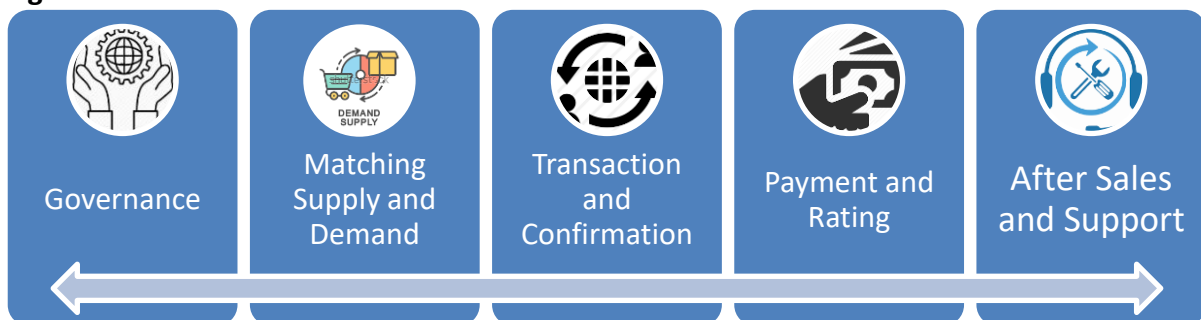 Governance
DEMAND
SUPPLY
Matching
Supply and
Demand
Transaction
and
Confirmation
Payment and
Rating
After Sales
and Support